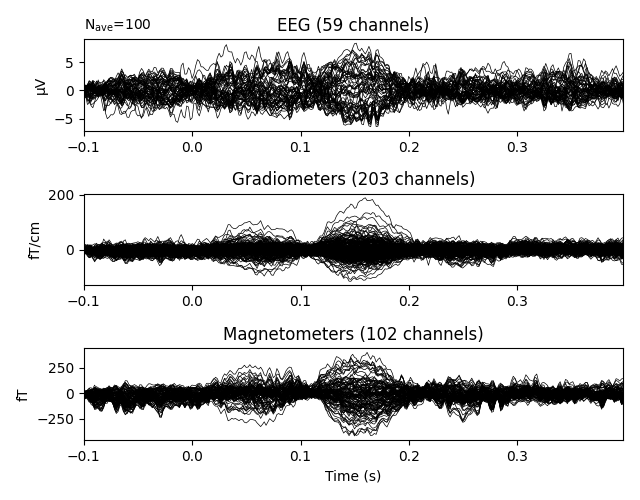 N_ave=100
EEG (59 channels)
5
0
−5
µV
−0.1 0.0 0.1 0.2 0.3
Gradiometers (203 channels)
200
0
fT/cm
−0.1 0.0 0.1 0.2 0.3
Magnetometers (102 channels)
250
0
−250
fT
−0.1 0.0 0.1 0.2 0.3
Time (s)